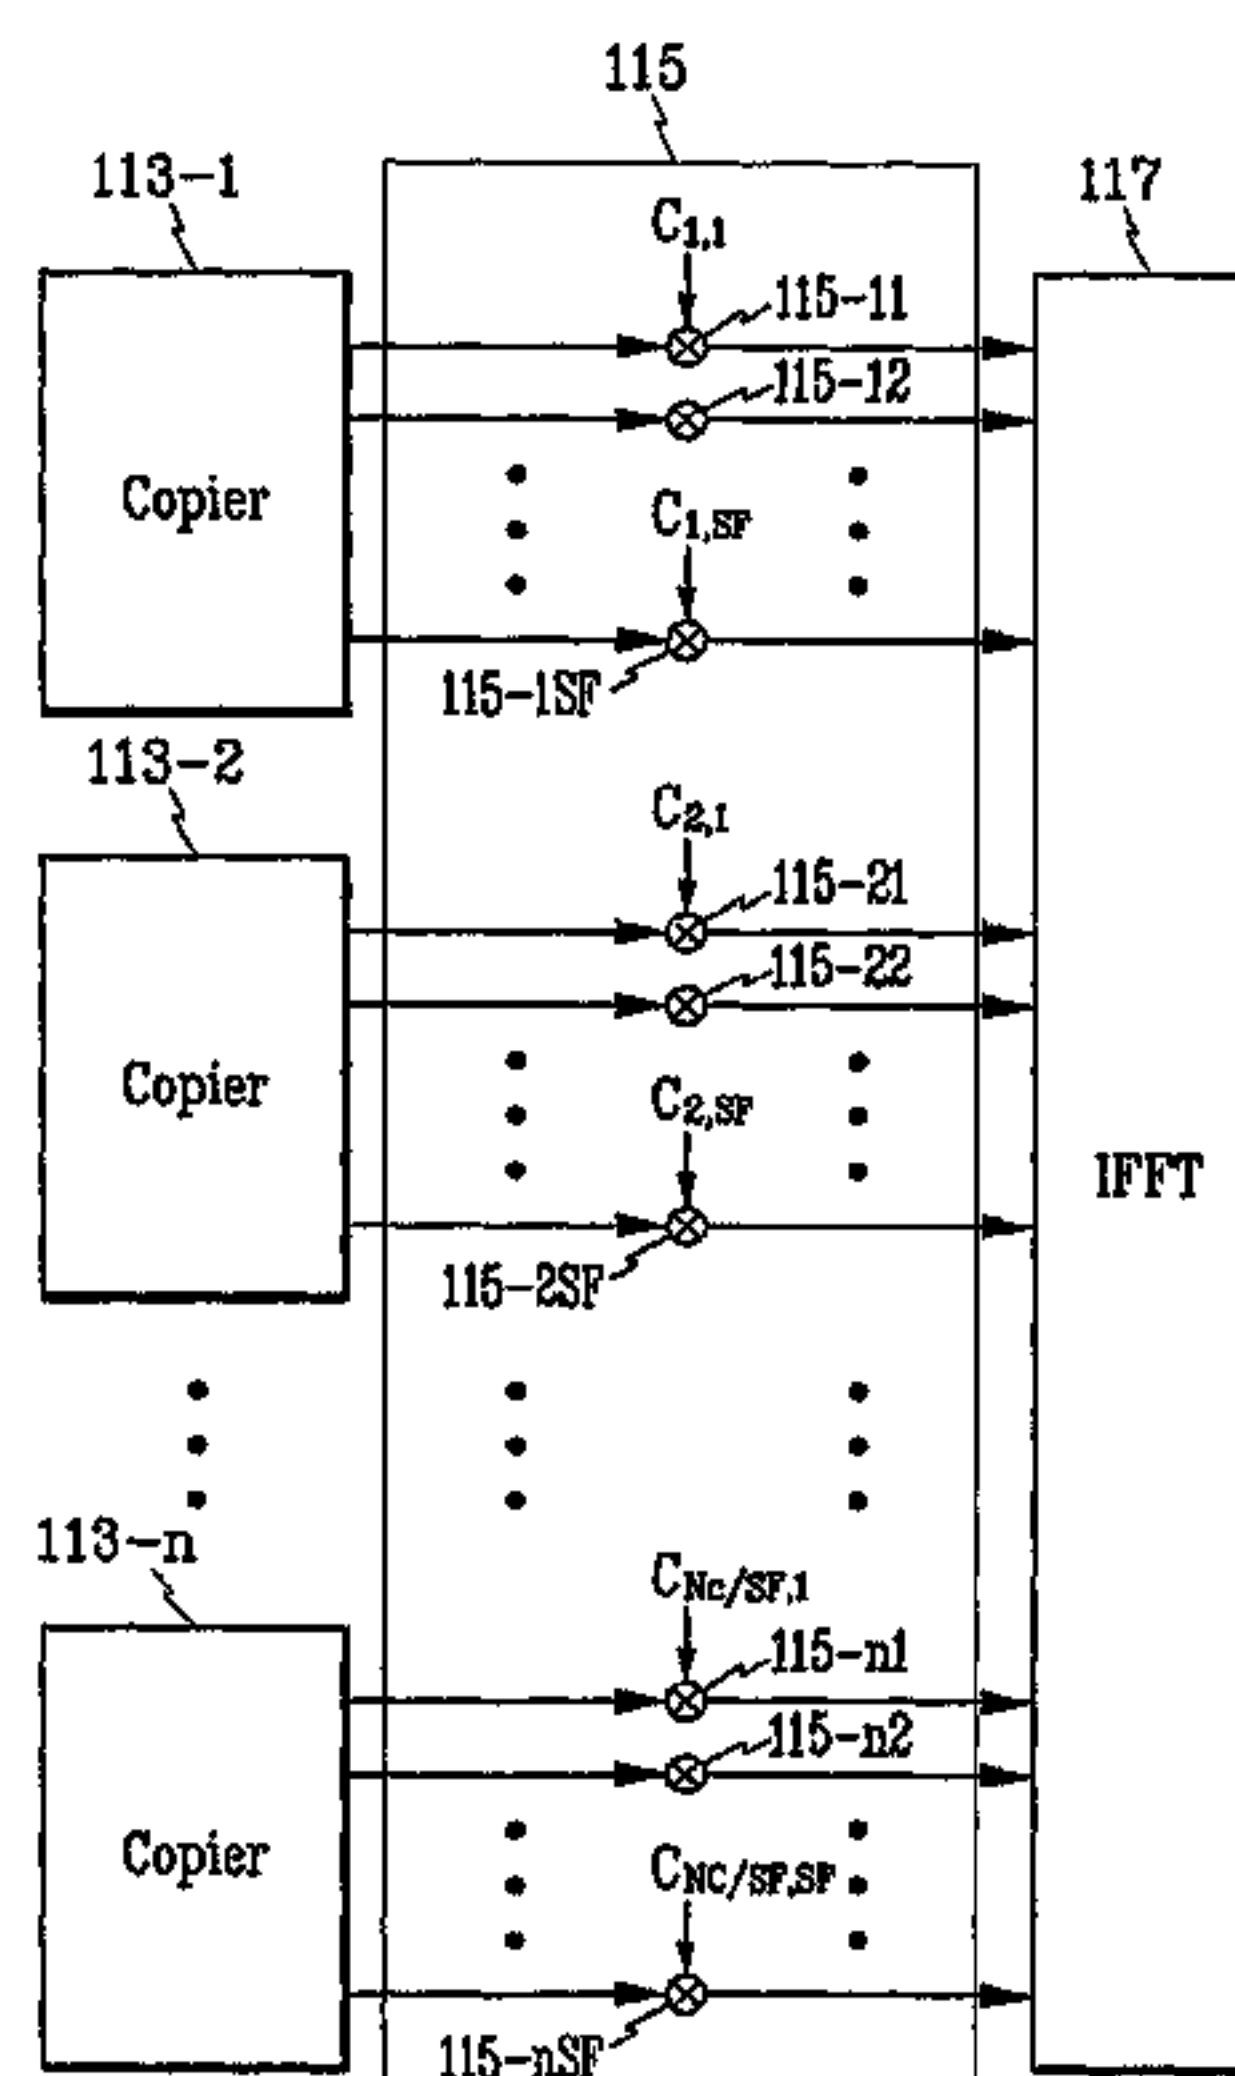 115
113-1
117
C1,1
115-11
115-12
Copier
C1,SF
115-1SF
113-2
C2,1
115-21
115-22
Copier
C2,SF
IFFT
115-2SF
113-n
CNc/SF,1
115-n1
115-n2
Copier
CNC/SF,SF
115-nSF